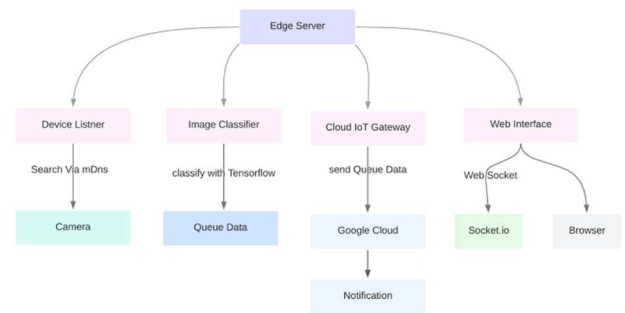 Edge Server
Device Listner
Image Classifier
Cloud IoT Gateway
Web Interface
Search Via mDns
classify with Tensorflow
send Queue Data
Web Socket
Camera
Queue Data
Google Cloud
Socket.io
Browser
Notification